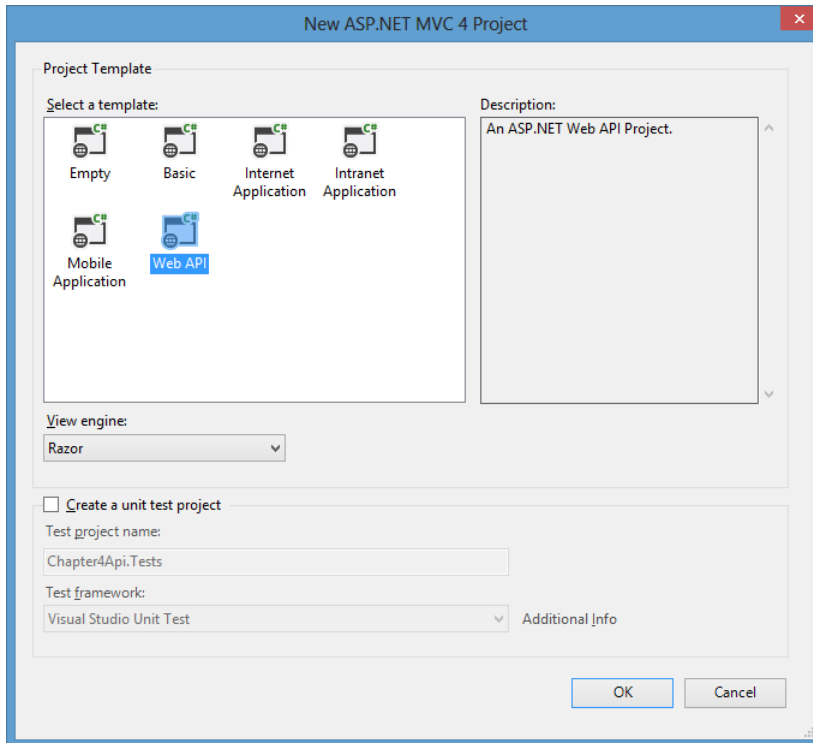 New ASP.NET MVC 4 Project
x
Project Template
Select a template:
Description:
C#
C#
C#
C#
An ASP.NET Web API Project.
Empty
Basic
Internet
Application
Intranet
Application
C#
C#
Mobile
Application
Web API
View engine:
Razor
Create a unit test project
Test project name:
Chapter4Api.Tests
Test framework:
Visual Studio Unit Test
Additional Info
OK
Cancel